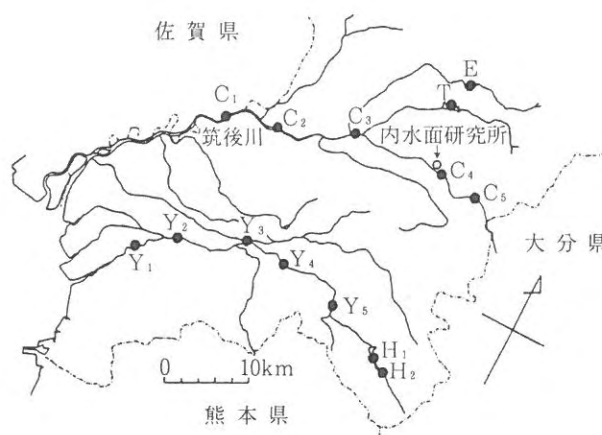 佐賀県
E
C₁
T
C₂
C₃
筑後川
内水面研究所
C₄
C₅
大分県
Y₁
Y₂
Y₃
Y₄
Y₅
H₁
H₂
0 10km
熊本県